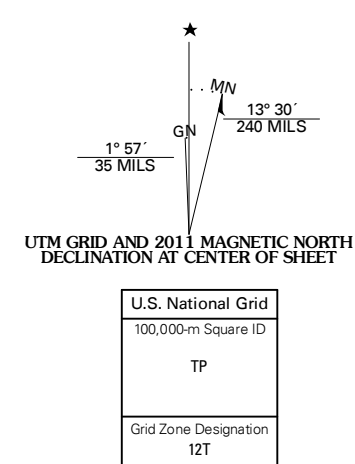 ★
MN
GN
13° 30´
240 MILS
1° 57´
35 MILS
UTM GRID AND 2011 MAGNETIC NORTH
DECLINATION AT CENTER OF SHEET
U.S. National Grid
100,000-m Square ID
TP
Grid Zone Designation
12T